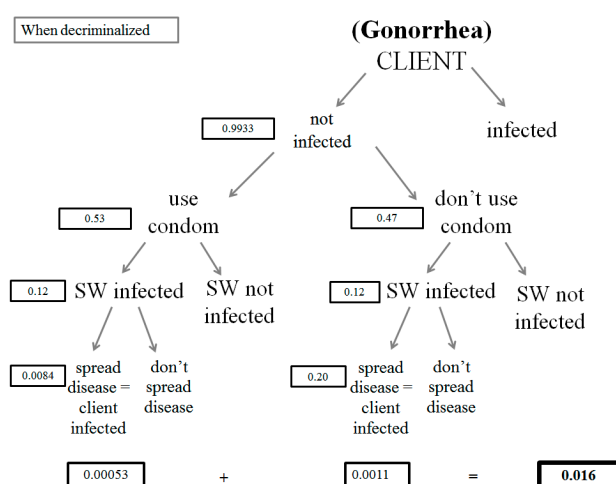 When decriminalized
(Gonorrhea)
CLIENT
0.9933
not
infected
infected
0.53
use
condom
0.47
don't use
condom
0.12
SW infected
SW not
infected
0.12
SW infected
SW not
infected
0.0084
spread
disease =
client
infected
don't
spread
disease
0.20
spread
disease =
client
infected
don't
spread
disease
0.00053 + 0.0011 = 0.016